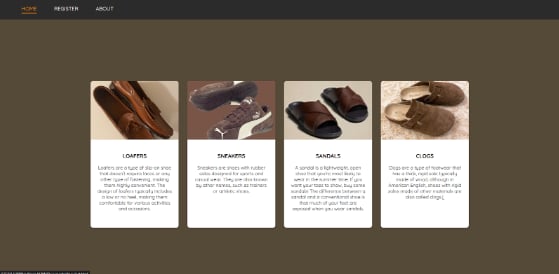 HOME REGISTER ABOUT
LOAFERS
Loafers are a type of slip-on shoe
that doesn't require laces or any
other type of fastening, making
them highly convenient. The
design of loafers typically includes
a low or no heel, making them
comfortable for various activities
and occasions.
SNEAKERS
Sneakers are shoes with rubber
soles designed for sports and
casual wear. They are also known
by other names, such as trainers
or athletic shoes.
SANDALS
A sandal is a lightweight, open
shoe that you're most likely to
wear in the summer time. If you
want your toes to show, buy some
sandals. The difference between a
sandal and a conventional shoe is
that much of your foot are
exposed when you wear sandals.
CLOGS
Clogs are a type of footwear that
has a thick, rigid sole typically
made of wood, although in
American English, shoes with rigid
soles made of other materials are
also called clogs